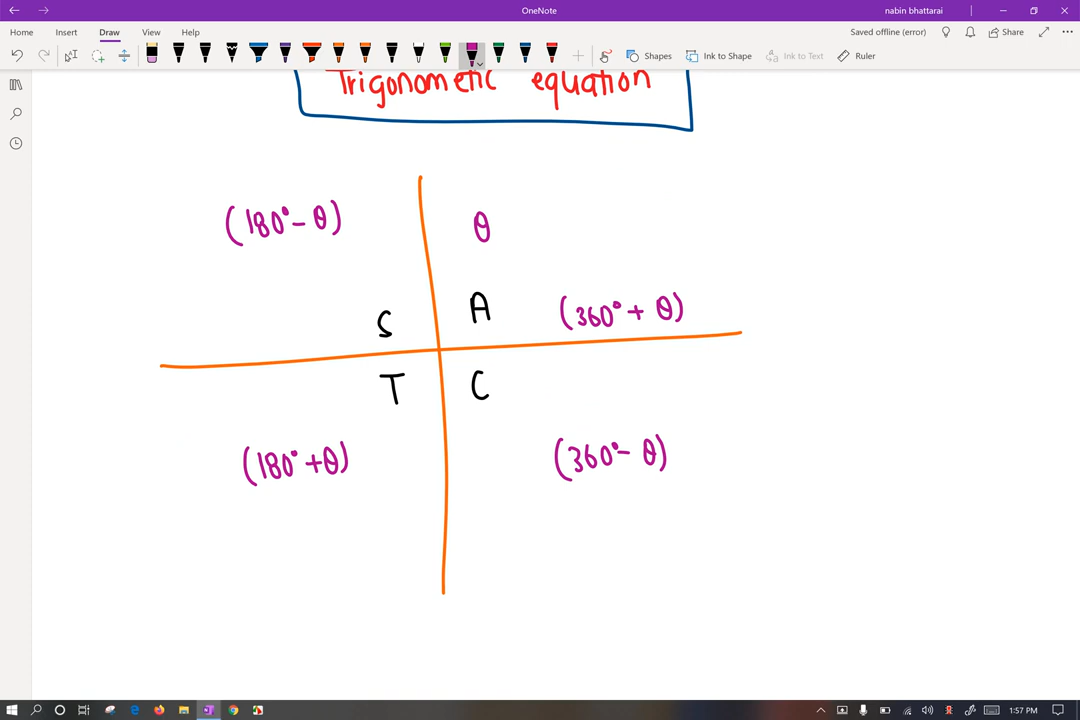 OneNote
nabin bhattarai
Home Insert Draw View Help
Saved offline (error) Share
Shapes Ink to Shape Ink to Text Ruler
Trigonometric equation
(180° - θ) θ
S A (360° + θ)
T C
(180° + θ) (360° - θ)
1:57 PM